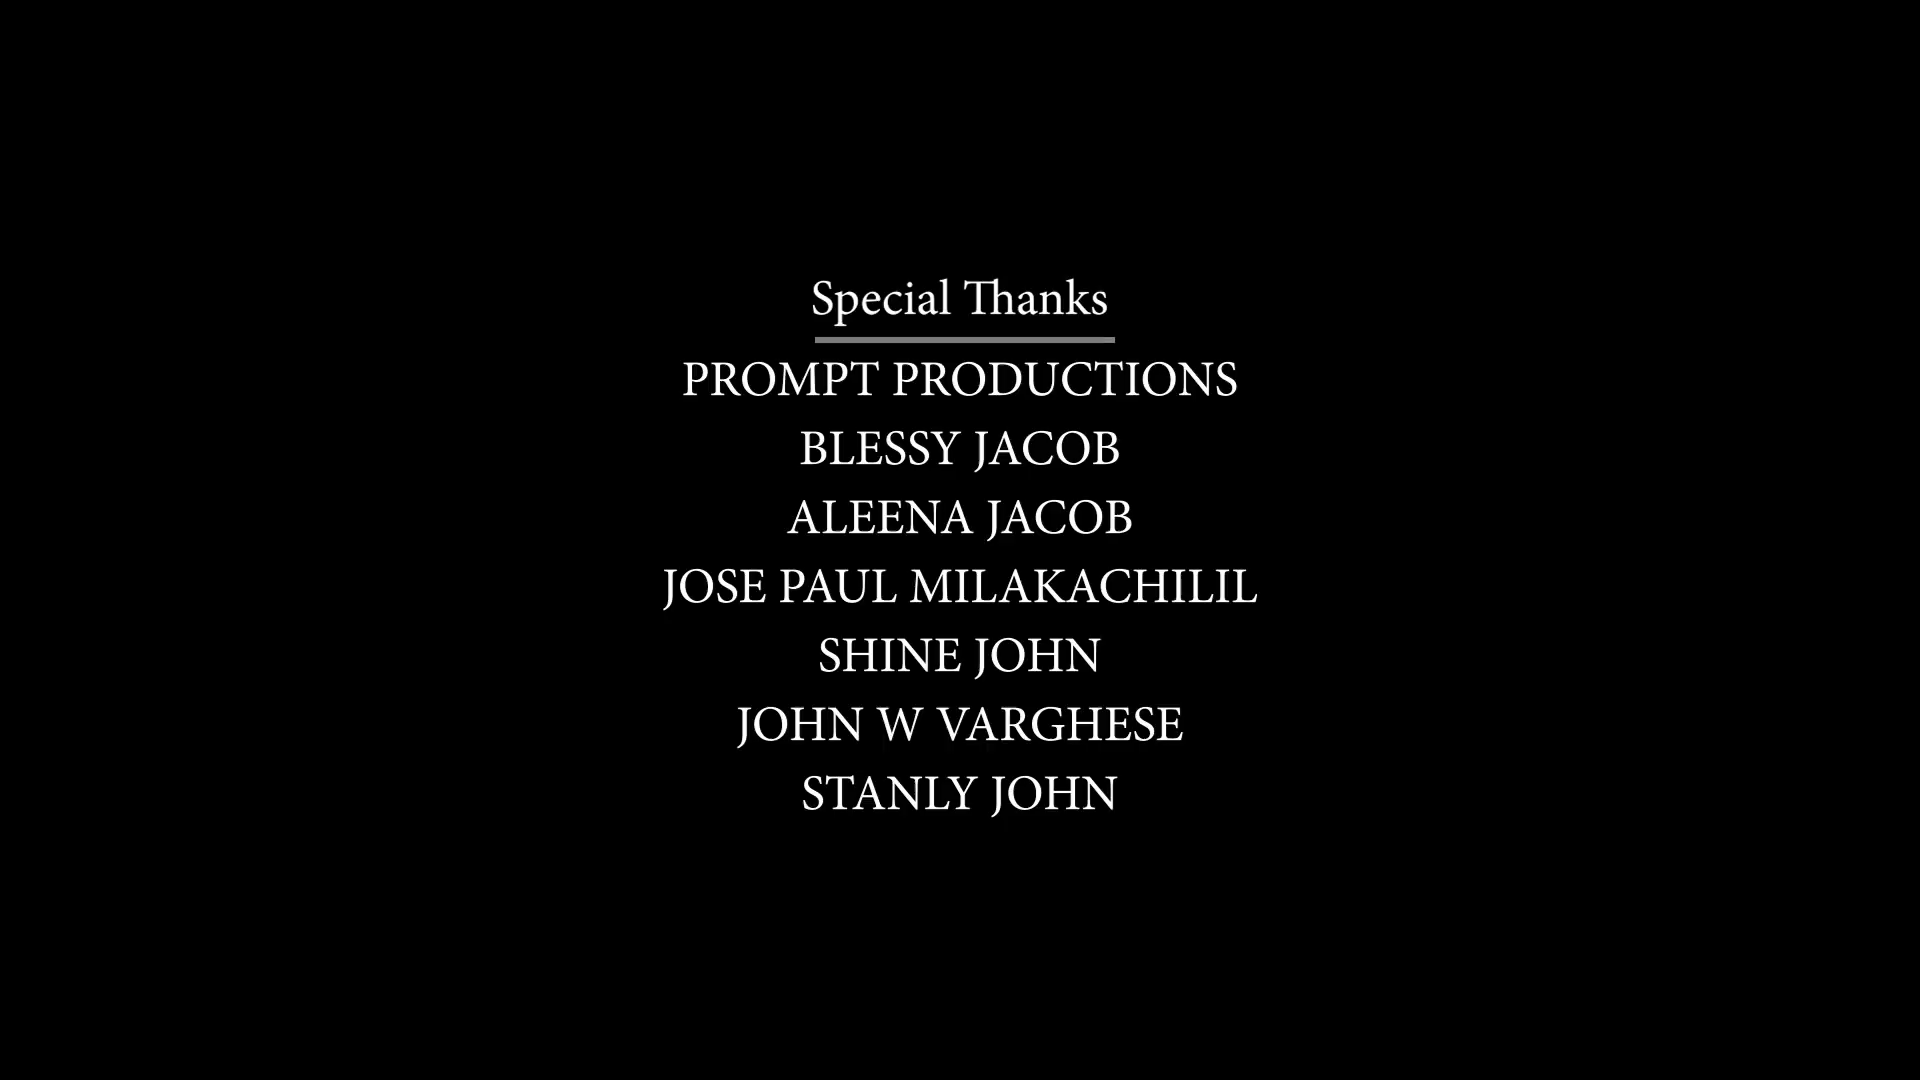 Special Thanks
PROMPT PRODUCTIONS
BLESSY JACOB
ALEENA JACOB
JOSE PAUL MILAKACHILIL
SHINE JOHN
JOHN W VARGHESE
STANLY JOHN